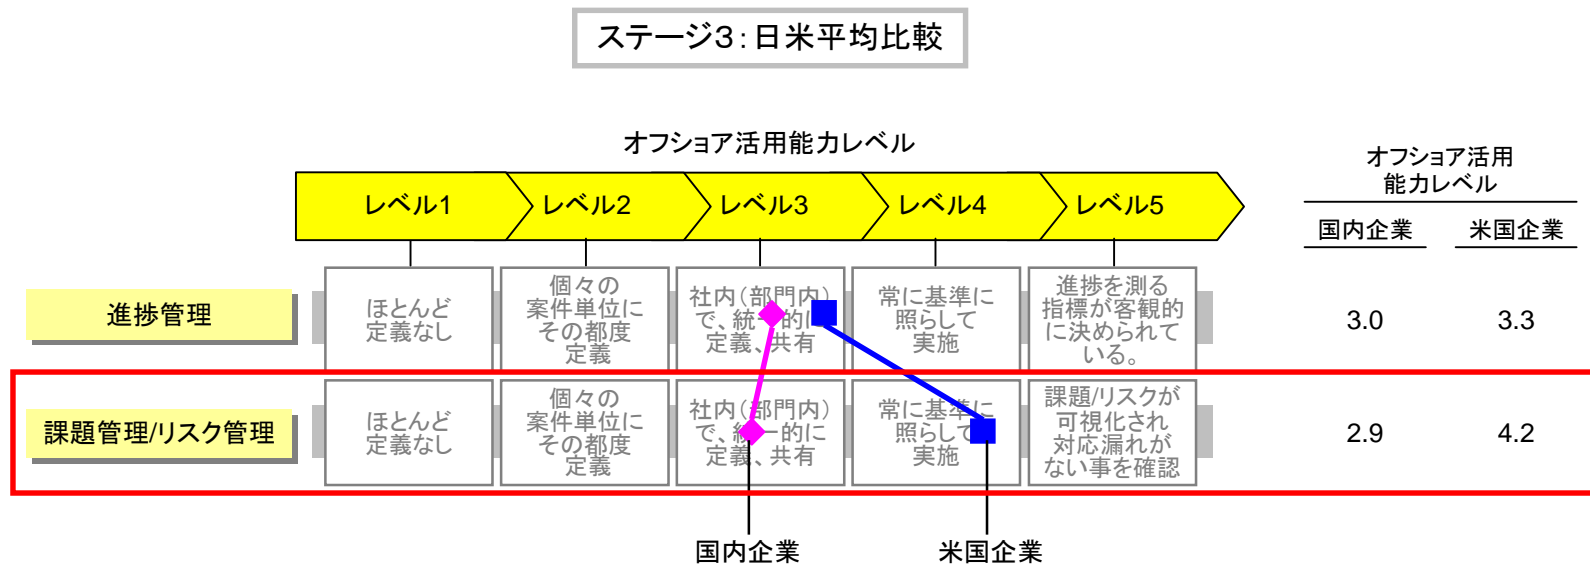 ステージ3：日米平均比較
オフショア活用能力レベル
オフショア活用
能力レベル
レベル1
レベル2
レベル3
レベル4
レベル5
国内企業
米国企業
進捗管理
ほとんど
定義なし
個々の
案件単位に
その都度
定義
社内（部門内）
で、統一的に
定義、共有
常に基準に
照らして
実施
進捗を測る
指標が客観的
に決められて
いる。
3.0
3.3
課題管理/リスク管理
ほとんど
定義なし
個々の
案件単位に
その都度
定義
社内（部門内）
で、統一的に
定義、共有
常に基準に
照らして
実施
課題/リスクが
可視化され
対応漏れが
ない事を確認
2.9
4.2
国内企業
米国企業